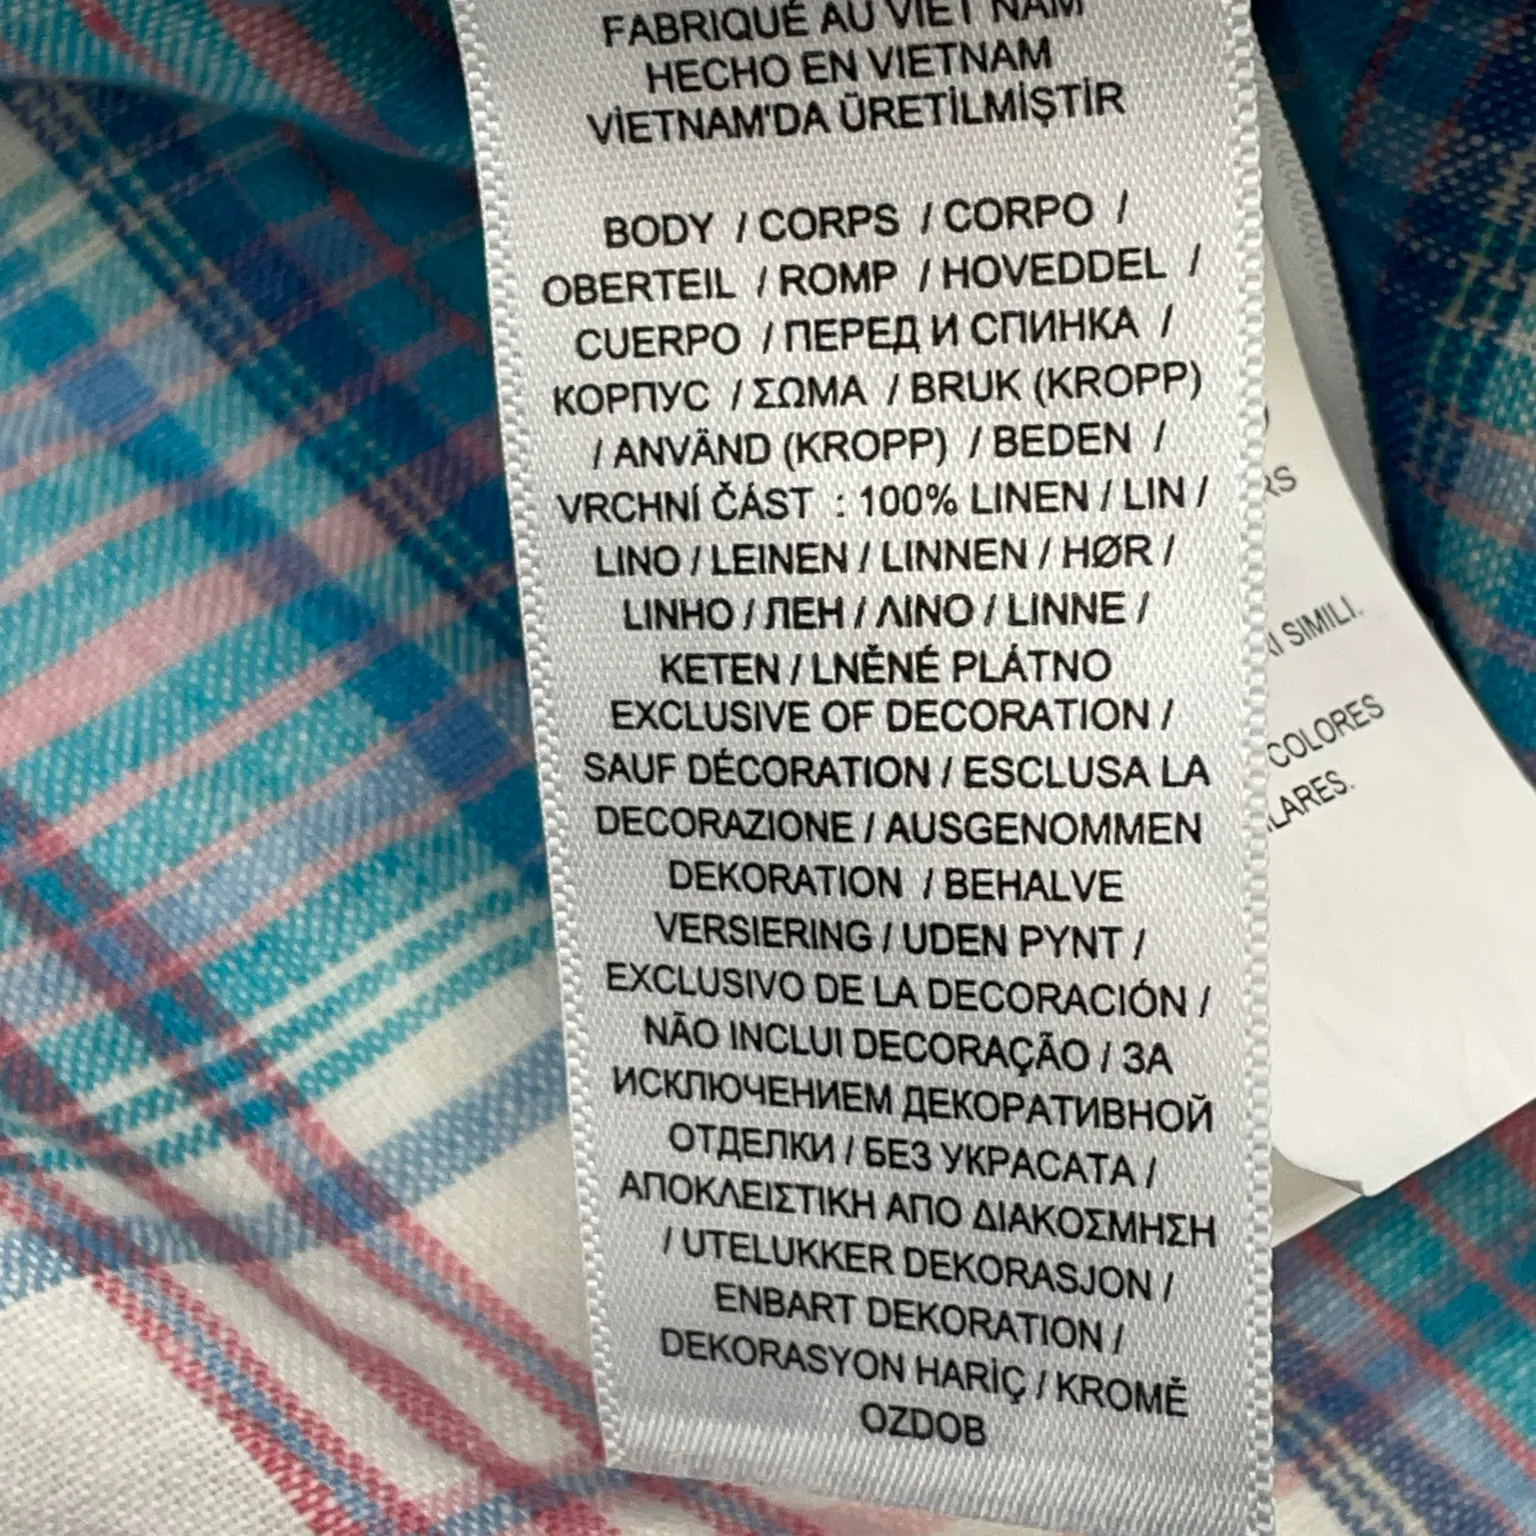 FABRIQUÉ AU VIET NAM
HECHO EN VIETNAM
VİETNAM'DA ÜRETİLMİŞTİR
BODY / CORPS / CORPO /
OBERTEIL / ROMP / HOVEDDEL /
CUERPO / ПЕРЕД И СПИНКА /
КОРПУС / ΣΩΜΑ / BRUK (KROPP)
/ ANVÄND (KROPP) / BEDEN /
VRCHNÍ ČÁST : 100% LINEN / LIN /
LINO / LEINEN / LINNEN / HØR /
LINHO / ЛЕН / ΛΙΝΟ / LINNE /
KETEN / LNĚNÉ PLÁTNO
EXCLUSIVE OF DECORATION /
SAUF DÉCORATION / ESCLUSA LA
DECORAZIONE / AUSGENOMMEN
DEKORATION / BEHALVE
VERSIERING / UDEN PYNT /
EXCLUSIVO DE LA DECORACIÓN /
NÃO INCLUI DECORAÇÃO / ЗА
ИСКЛЮЧЕНИЕМ ДЕКОРАТИВНОЙ
ОТДЕЛКИ / БЕЗ УКРАСАТА /
ΑΠΟΚΛΕΙΣΤΙΚΗ ΑΠΟ ΔΙΑΚΟΣΜΗΣΗ
/ UTELUKKER DEKORASJON /
ENBART DEKORATION /
DEKORASYON HARİÇ / KROMĚ
OZDOB
SIMILI.
COLORES